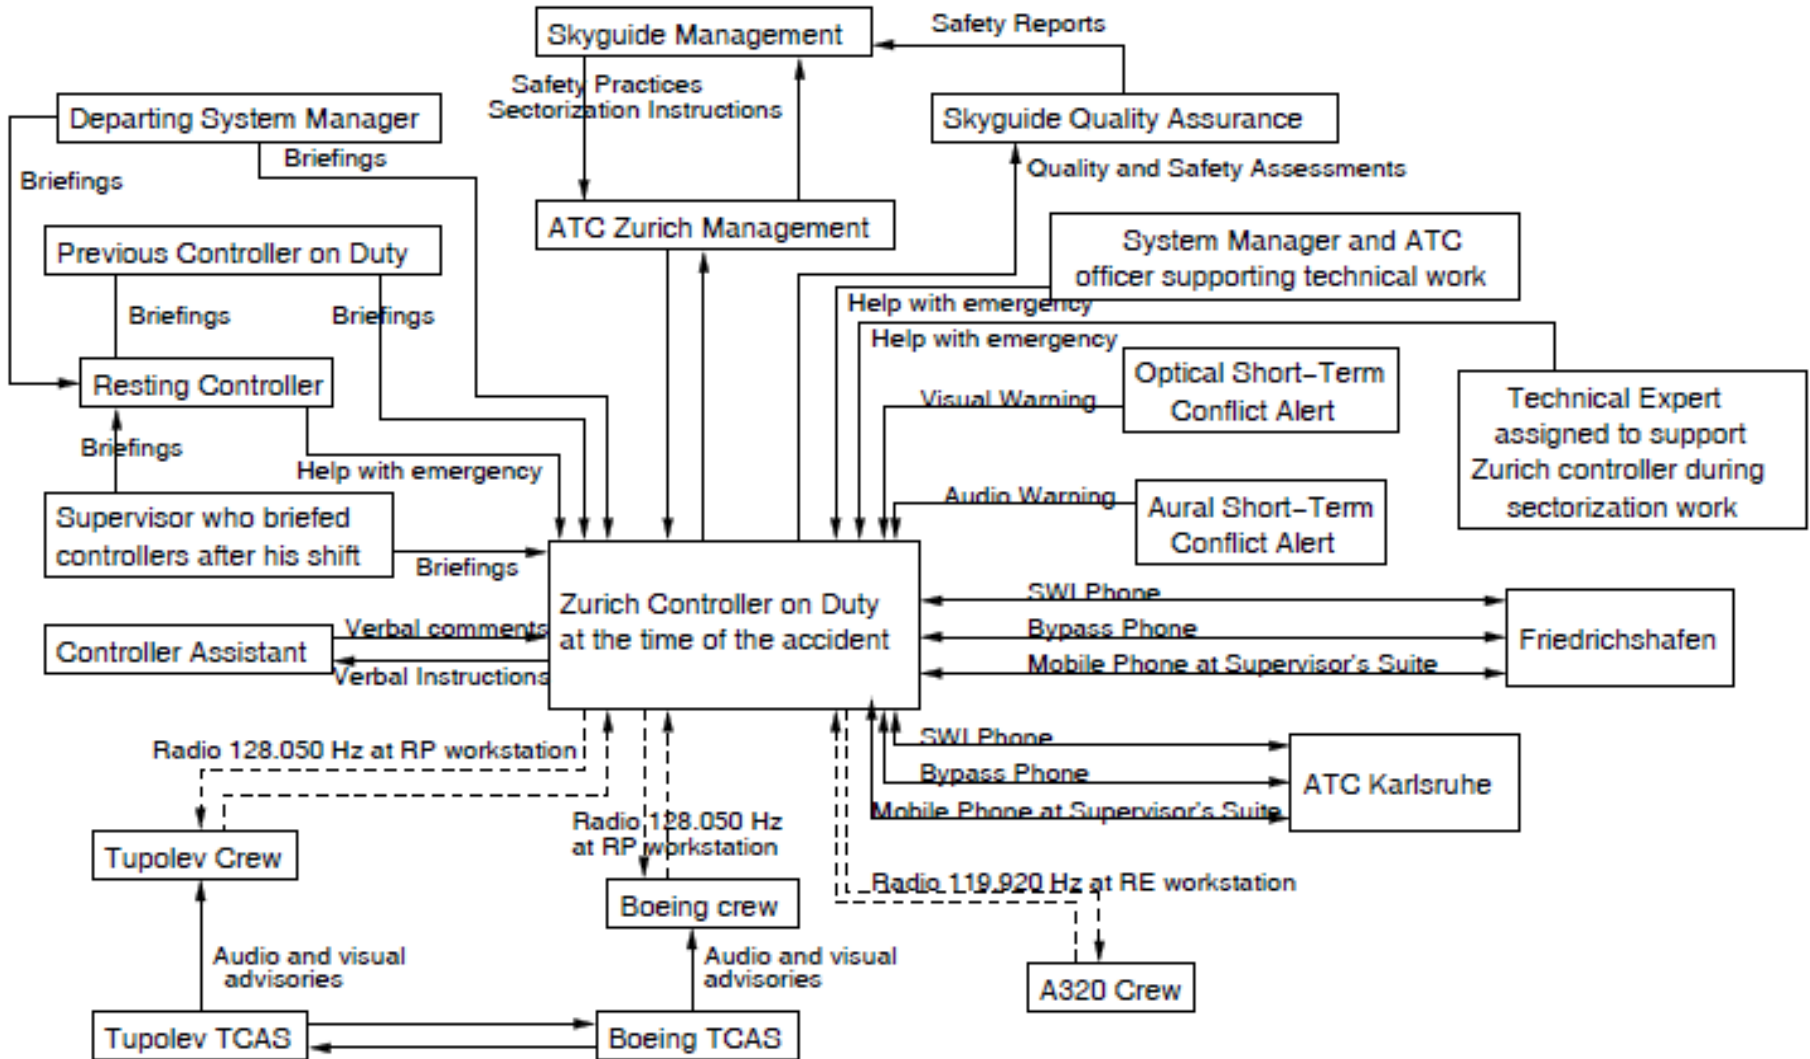 Skyguide Management
Safety Reports
Safety Practices
Sectorization Instructions
Departing System Manager
Skyguide Quality Assurance
Briefings
Briefings
Quality and Safety Assessments
ATC Zurich Management
Previous Controller on Duty
System Manager and ATC
officer supporting technical work
Briefings
Briefings
Help with emergency
Help with emergency
Resting Controller
Optical Short-Term
Conflict Alert
Visual Warning
Technical Expert
assigned to support
Zurich controller during
sectorization work
Briefings
Help with emergency
Audio Warning
Aural Short-Term
Conflict Alert
Supervisor who briefed
controllers after his shift
Briefings
Zurich Controller on Duty
at the time of the accident
SWI Phone
Bypass Phone
Mobile Phone at Supervisor's Suite
Friedrichshafen
Verbal comments
Controller Assistant
Verbal Instructions
Radio 128.050 Hz at RP workstation
SWI Phone
Bypass Phone
Mobile Phone at Supervisor's Suite
ATC Karlsruhe
Radio 128.050 Hz
at RP workstation
Tupolev Crew
Radio 119.920 Hz at RE workstation
Boeing crew
Audio and visual
advisories
Audio and visual
advisories
A320 Crew
Tupolev TCAS
Boeing TCAS